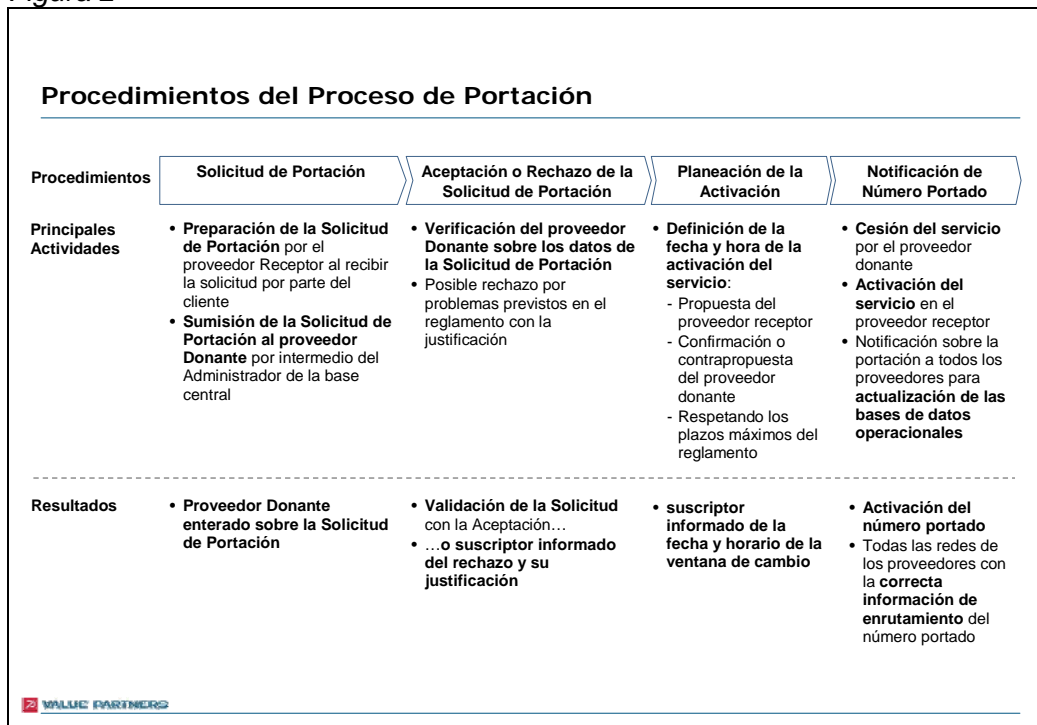 Figura 2
Procedimientos del Proceso de Portación
Procedimientos
Solicitud de Portación
Aceptación o Rechazo de la
Solicitud de Portación
Planeación de la
Activación
Notificación de
Número Portado
Principales
Actividades
• Preparación de la Solicitud
de Portación por el
proveedor Receptor al recibir
la solicitud por parte del
cliente
• Sumisión de la Solicitud de
Portación al proveedor
Donante por intermedio del
Administrador de la base
central
• Verificación del proveedor
Donante sobre los datos de
la Solicitud de Portación
• Posible rechazo por
problemas previstos en el
reglamento con la
justificación
• Definición de la
fecha y hora de la
activación del
servicio:
- Propuesta del
proveedor receptor
- Confirmación o
contrapropuesta
del proveedor
donante
- Respetando los
plazos máximos del
reglamento
• Cesión del servicio
por el proveedor
donante
• Activación del
servicio en el
proveedor receptor
• Notificación sobre la
portación a todos los
proveedores para
actualización de las
bases de datos
operacionales
Resultados
• Proveedor Donante
enterado sobre la Solicitud
de Portación
• Validación de la Solicitud
con la Aceptación…
• …o suscriptor informado
del rechazo y su
justificación
• suscriptor
informado de la
fecha y horario de la
ventana de cambio
• Activación del
número portado
• Todas las redes de
los proveedores con
la correcta
información de
enrutamiento del
número portado
VALUE PARTNERS